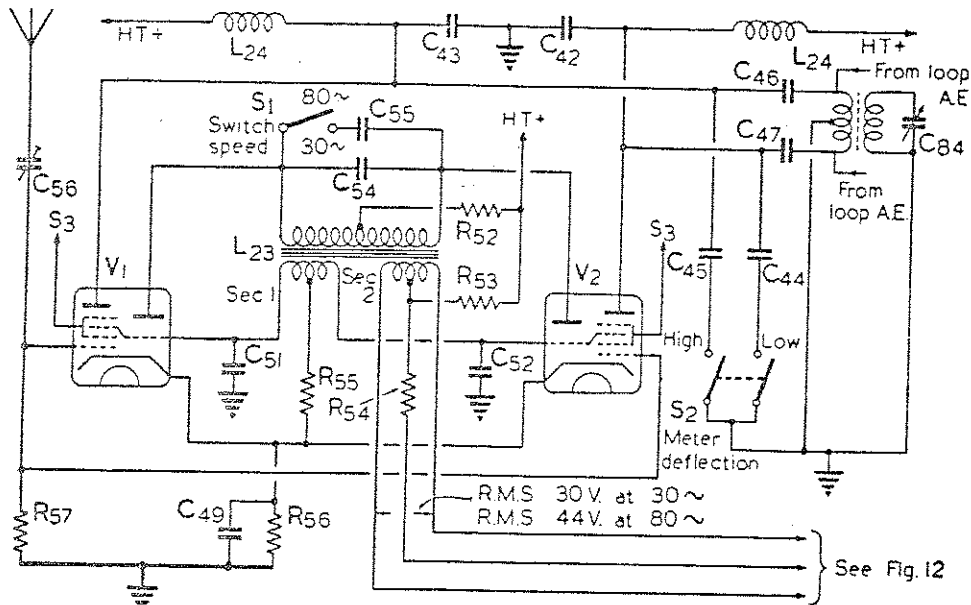 HT+
L24
C43
C42
L24
HT+
From loop
A.E
C46
S1
80~
Switch
speed
C55
30~
HT+
C47
C84
C56
C54
From
loop A.E.
S3
R52
L23
S3
V1
Sec 1
Sec
2
R53
V2
C45
C44
High
Low
C51
C52
R55
R54
S2
Meter
deflection
R57
C49
R56
R.M.S 30 V. at 30 ~
R.M.S 44 V. at 80 ~
See Fig. 12